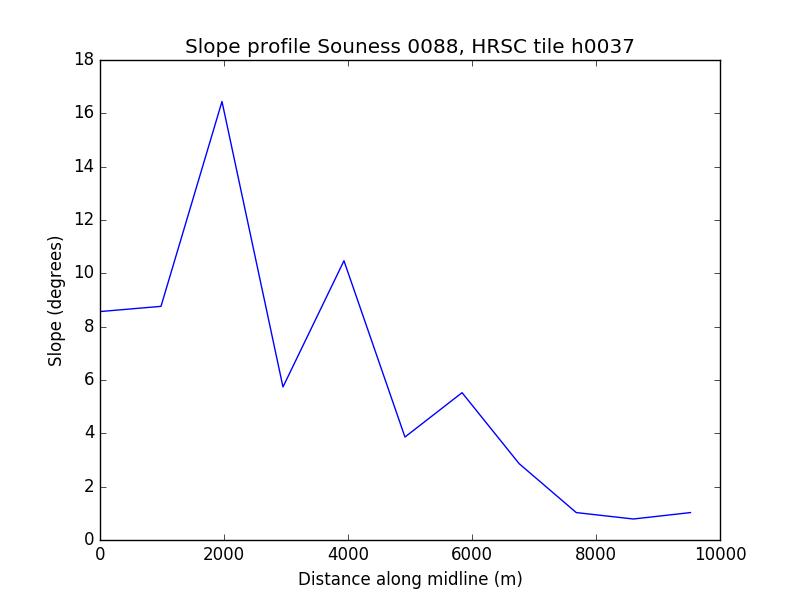 Slope profile Souness 0088, HRSC tile h0037
18
16
14
12
10
8
6
4
2
0
Slope (degrees)
0 2000 4000 6000 8000 10000
Distance along midline (m)